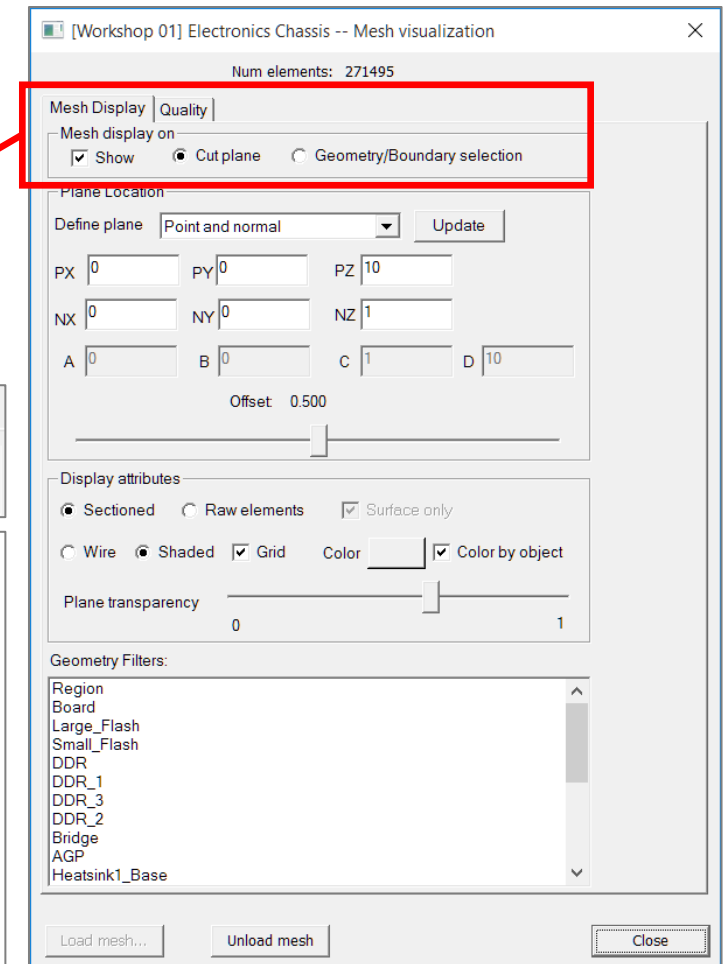 [Workshop 01] Electronics Chassis -- Mesh visualization
Num elements: 271495
Mesh Display Quality
Mesh display on
Show Cut plane Geometry/Boundary selection
Plane Location
Define plane Point and normal Update
PX 0 PY 0 PZ 10
NX 0 NY 0 NZ 1
A 0 B 0 C 1 D 10
Offset: 0.500
Display attributes
Sectioned Raw elements Surface only
Wire Shaded Grid Color Color by object
Plane transparency
0 1
Geometry Filters:
Region
Board
Large_Flash
Small_Flash
DDR
DDR_1
DDR_3
DDR_2
Bridge
AGP
Heatsink1_Base
Load mesh... Unload mesh Close